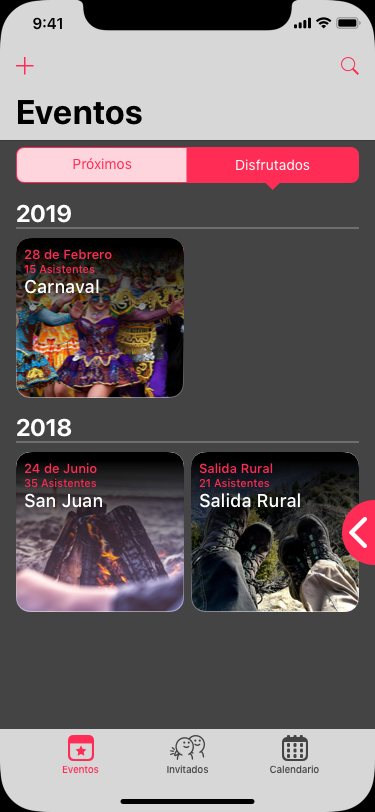 9:41
Eventos
Próximos
Disfrutados
2019
28 de Febrero
15 Asistentes
Carnaval
2018
24 de Junio
35 Asistentes
San Juan
Salida Rural
21 Asistentes
Salida Rural
Eventos
Invitados
Calendario